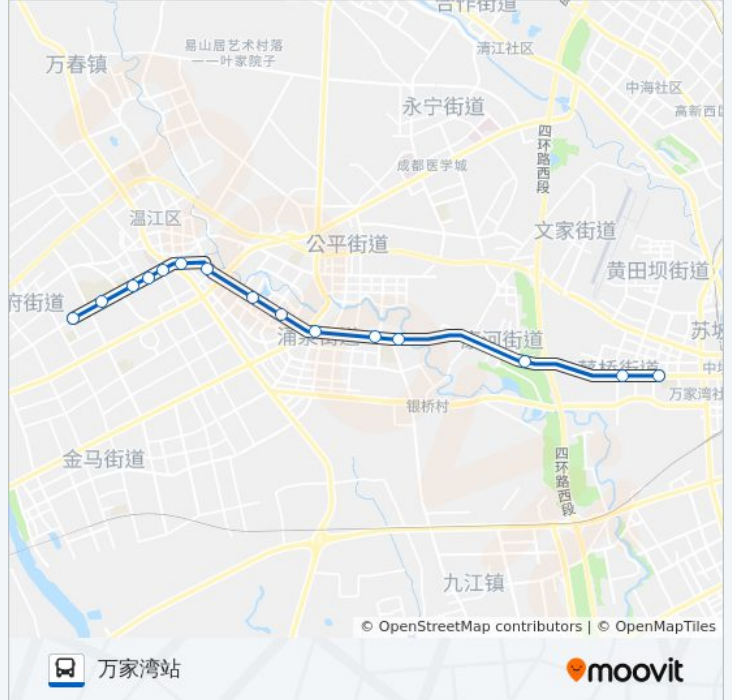 合作街道
万春镇
易山居艺术村落
——叶家院子
清江社区
中海社区
永宁街道
高新西区
四环路西段
成都医学城
温江区
文家街道
公平街道
黄田坝街道
府街道
苏坡
涌泉街道
中坝
万家湾社
银桥村
金马街道
四环路西段
九江镇
© OpenStreetMap contributors | © OpenMapTiles
万家湾站
moovit